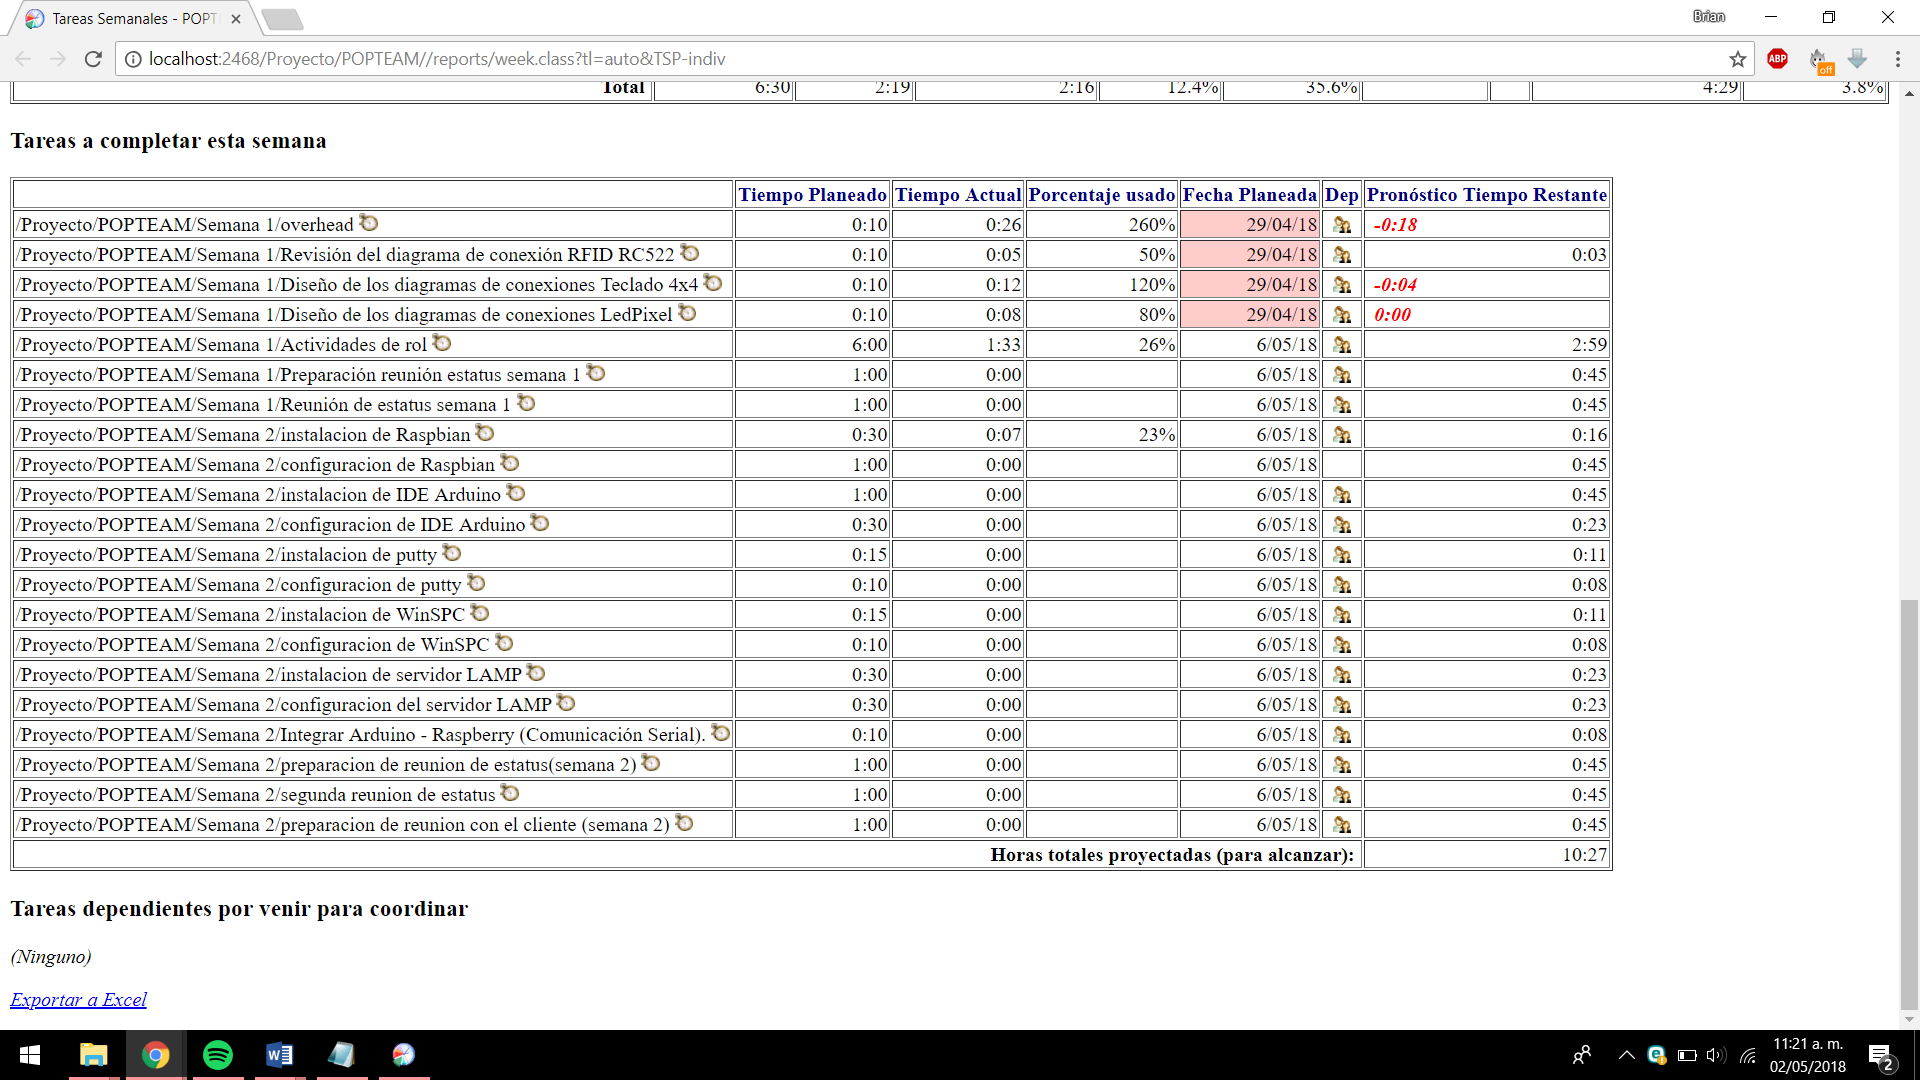 Tareas Semanales - POPT
Brian
localhost:2468/Proyecto/POPTEAM//reports/week.class?tl=auto&TSP-indiv
ABP
off
Total 6:30 2:19 2:16 12.4% 35.6% 4:29 3.8%
Tareas a completar esta semana
Tiempo Planeado Tiempo Actual Porcentaje usado Fecha Planeada Dep Pronóstico Tiempo Restante
/Proyecto/POPTEAM/Semana 1/overhead 0:10 0:26 260% 29/04/18 -0:18
/Proyecto/POPTEAM/Semana 1/Revisión del diagrama de conexión RFID RC522 0:10 0:05 50% 29/04/18 0:03
/Proyecto/POPTEAM/Semana 1/Diseño de los diagramas de conexiones Teclado 4x4 0:10 0:12 120% 29/04/18 -0:04
/Proyecto/POPTEAM/Semana 1/Diseño de los diagramas de conexiones LedPixel 0:10 0:08 80% 29/04/18 0:00
/Proyecto/POPTEAM/Semana 1/Actividades de rol 6:00 1:33 26% 6/05/18 2:59
/Proyecto/POPTEAM/Semana 1/Preparación reunión estatus semana 1 1:00 0:00 6/05/18 0:45
/Proyecto/POPTEAM/Semana 1/Reunión de estatus semana 1 1:00 0:00 6/05/18 0:45
/Proyecto/POPTEAM/Semana 2/instalacion de Raspbian 0:30 0:07 23% 6/05/18 0:16
/Proyecto/POPTEAM/Semana 2/configuracion de Raspbian 1:00 0:00 6/05/18 0:45
/Proyecto/POPTEAM/Semana 2/instalacion de IDE Arduino 1:00 0:00 6/05/18 0:45
/Proyecto/POPTEAM/Semana 2/configuracion de IDE Arduino 0:30 0:00 6/05/18 0:23
/Proyecto/POPTEAM/Semana 2/instalacion de putty 0:15 0:00 6/05/18 0:11
/Proyecto/POPTEAM/Semana 2/configuracion de putty 0:10 0:00 6/05/18 0:08
/Proyecto/POPTEAM/Semana 2/instalacion de WinSPC 0:15 0:00 6/05/18 0:11
/Proyecto/POPTEAM/Semana 2/configuracion de WinSPC 0:10 0:00 6/05/18 0:08
/Proyecto/POPTEAM/Semana 2/instalacion de servidor LAMP 0:30 0:00 6/05/18 0:23
/Proyecto/POPTEAM/Semana 2/configuracion del servidor LAMP 0:30 0:00 6/05/18 0:23
/Proyecto/POPTEAM/Semana 2/Integrar Arduino - Raspberry (Comunicación Serial). 0:10 0:00 6/05/18 0:08
/Proyecto/POPTEAM/Semana 2/preparacion de reunion de estatus(semana 2) 1:00 0:00 6/05/18 0:45
/Proyecto/POPTEAM/Semana 2/segunda reunion de estatus 1:00 0:00 6/05/18 0:45
/Proyecto/POPTEAM/Semana 2/preparacion de reunion con el cliente (semana 2) 1:00 0:00 6/05/18 0:45
Horas totales proyectadas (para alcanzar): 10:27
Tareas dependientes por venir para coordinar
(Ninguno)
Exportar a Excel
11:21 a. m.
02/05/2018
2